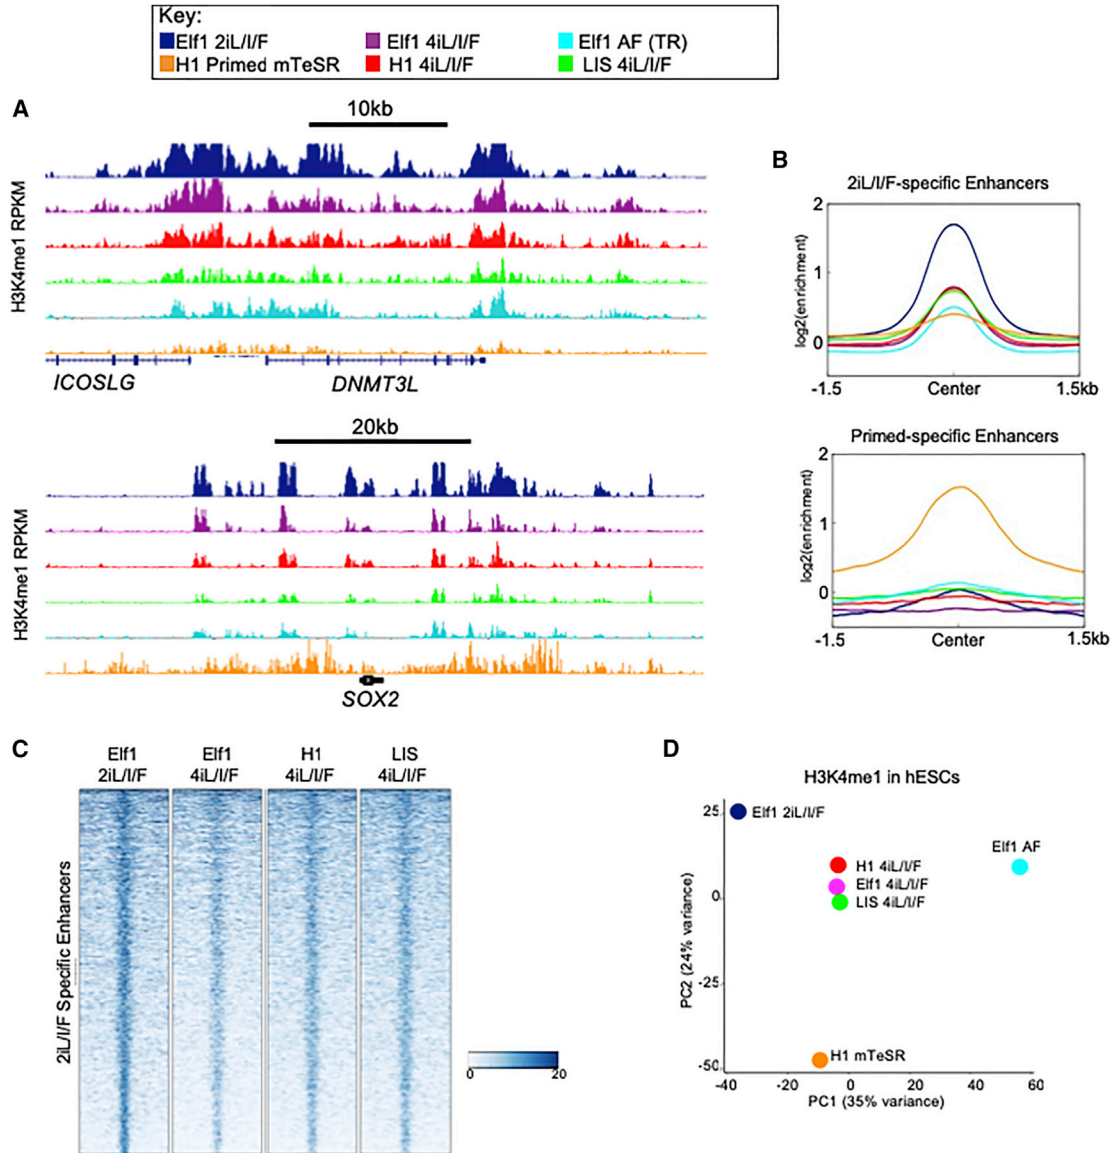 Key:
Elf1 2iL/I/F Elf1 4iL/I/F Elf1 AF (TR)
H1 Primed mTeSR H1 4iL/I/F LIS 4iL/I/F
A
10kb
H3K4me1 RPKM
ICOSLG DNMT3L
20kb
H3K4me1 RPKM
SOX2
B
2iL/I/F-specific Enhancers
2
1
0
log2(enrichment)
-1.5 Center 1.5kb
Primed-specific Enhancers
2
1
0
log2(enrichment)
-1.5 Center 1.5kb
C
Elf1 Elf1 H1 LIS
2iL/I/F 4iL/I/F 4iL/I/F 4iL/I/F
2iL/I/F Specific Enhancers
0 20
D
H3K4me1 in hESCs
25
0
-25
-50
PC2 (24% variance)
Elf1 2iL/I/F
Elf1 AF
H1 4iL/I/F
Elf1 4iL/I/F
LIS 4iL/I/F
H1 mTeSR
-40 -20 0 20 40 60
PC1 (35% variance)